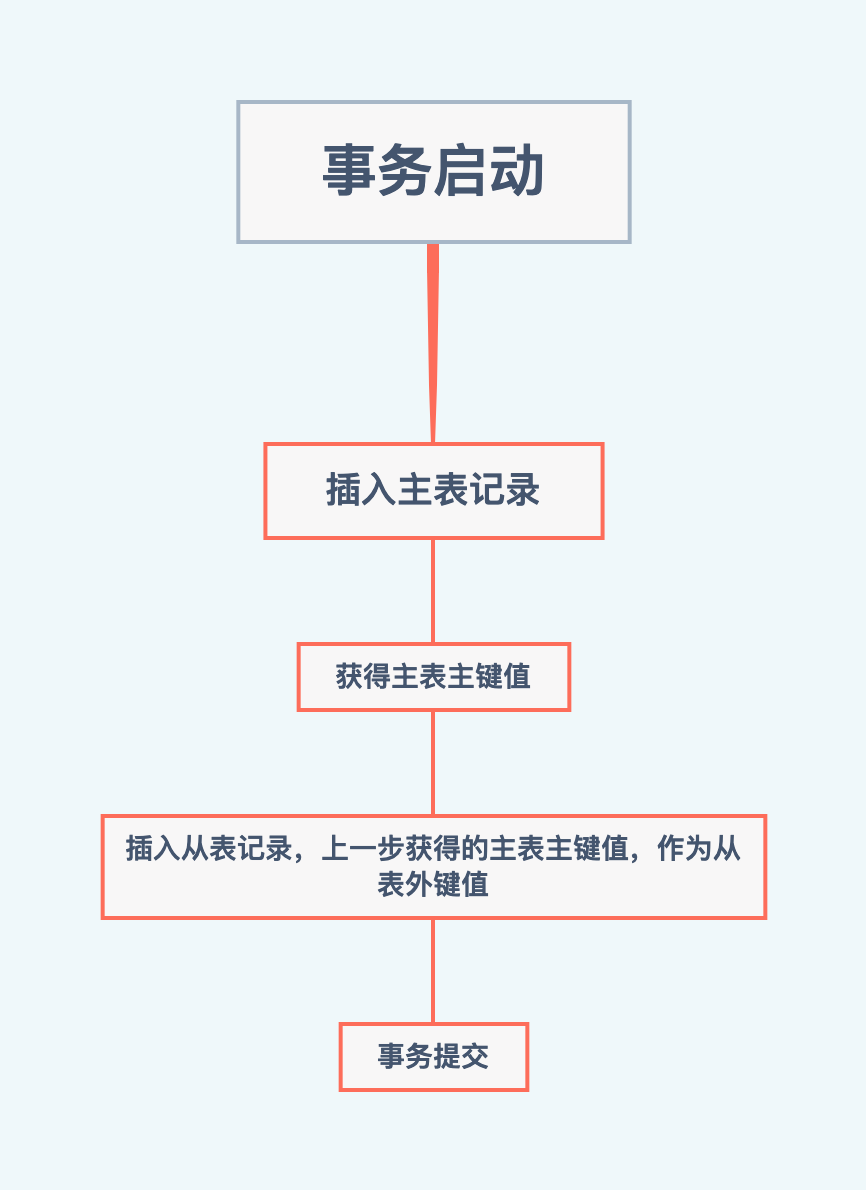 事务启动
插入主表记录
获得主表主键值
插入从表记录，上一步获得的主表主键值，作为从
表外键值
事务提交